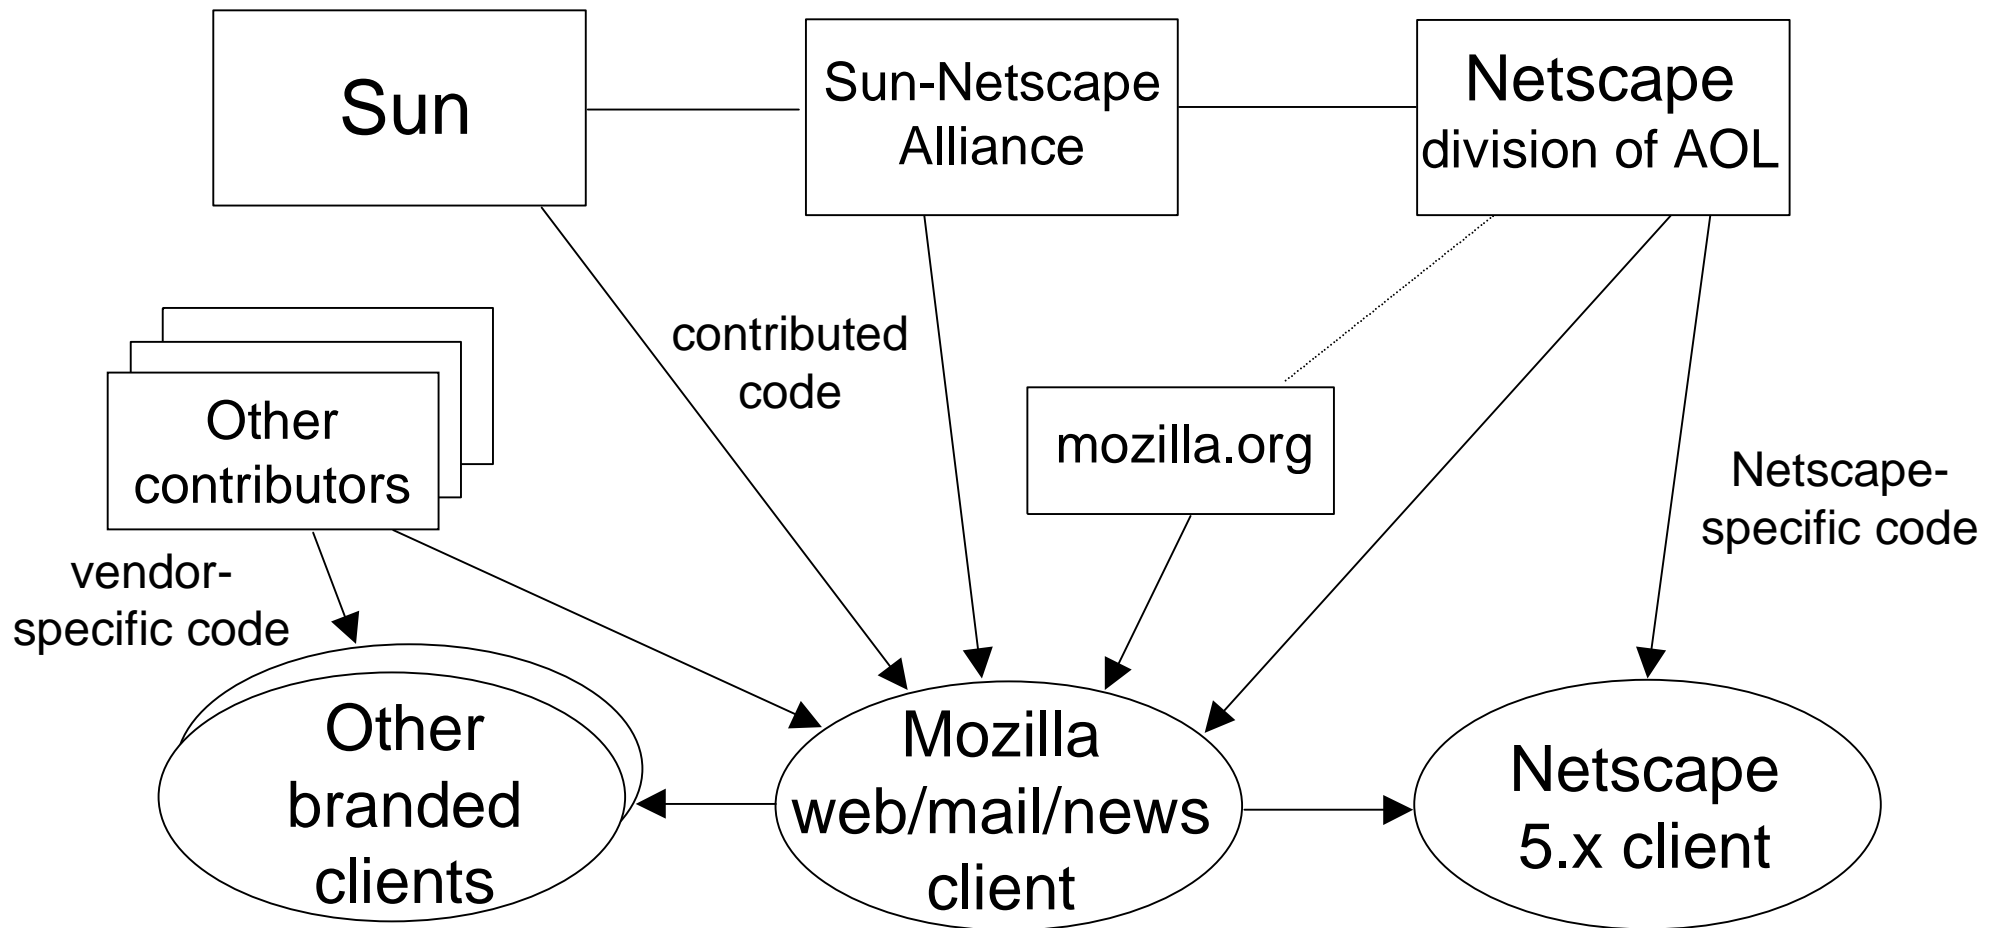 Sun
Sun-Netscape
Alliance
Netscape
division of AOL
contributed
code
Other
contributors
mozilla.org
Netscape-
specific code
vendor-
specific code
Other
branded
clients
Mozilla
web/mail/news
client
Netscape
5.x client